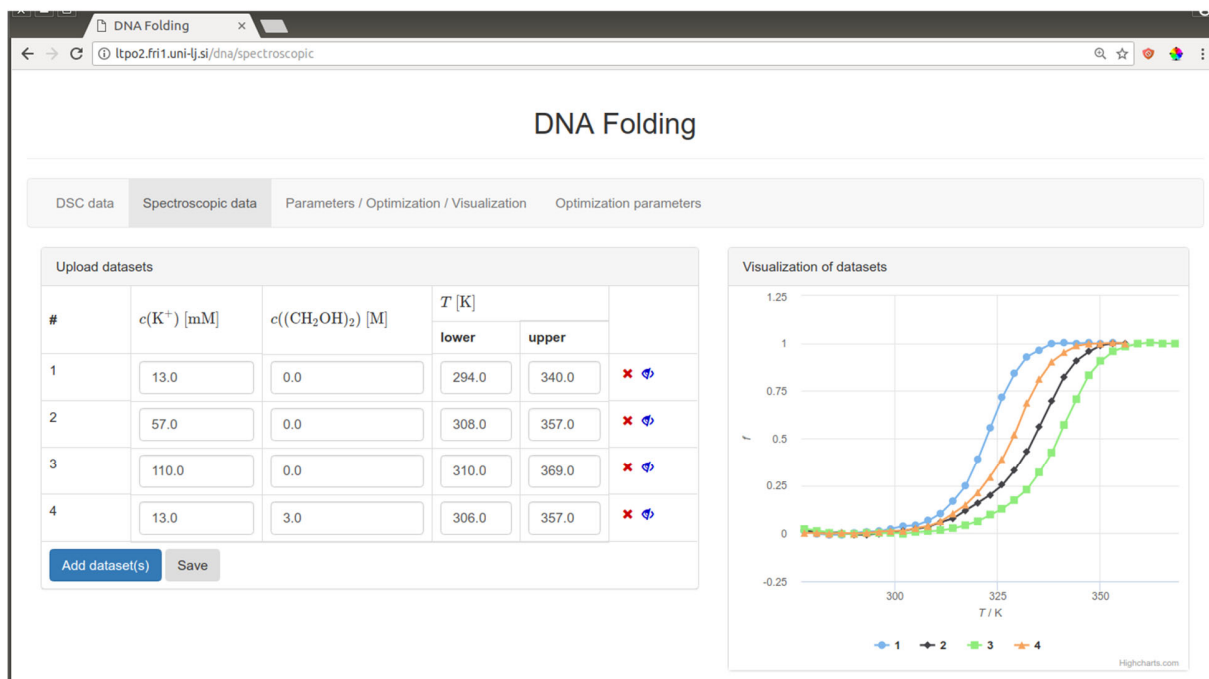 DNA Folding ×
ltpo2.fri1.uni-lj.si/dna/spectroscopic
DNA Folding
DSC data Spectroscopic data Parameters / Optimization / Visualization Optimization parameters
Upload datasets
# c(K⁺) [mM] c((CH₂OH)₂) [M] T [K]
lower upper
1 13.0 0.0 294.0 340.0
2 57.0 0.0 308.0 357.0
3 110.0 0.0 310.0 369.0
4 13.0 3.0 306.0 357.0
Add dataset(s) Save
Visualization of datasets
1.25
1
0.75
0.5
0.25
0
-0.25
f
300 325 350
T / K
1 2 3 4
Highcharts.com